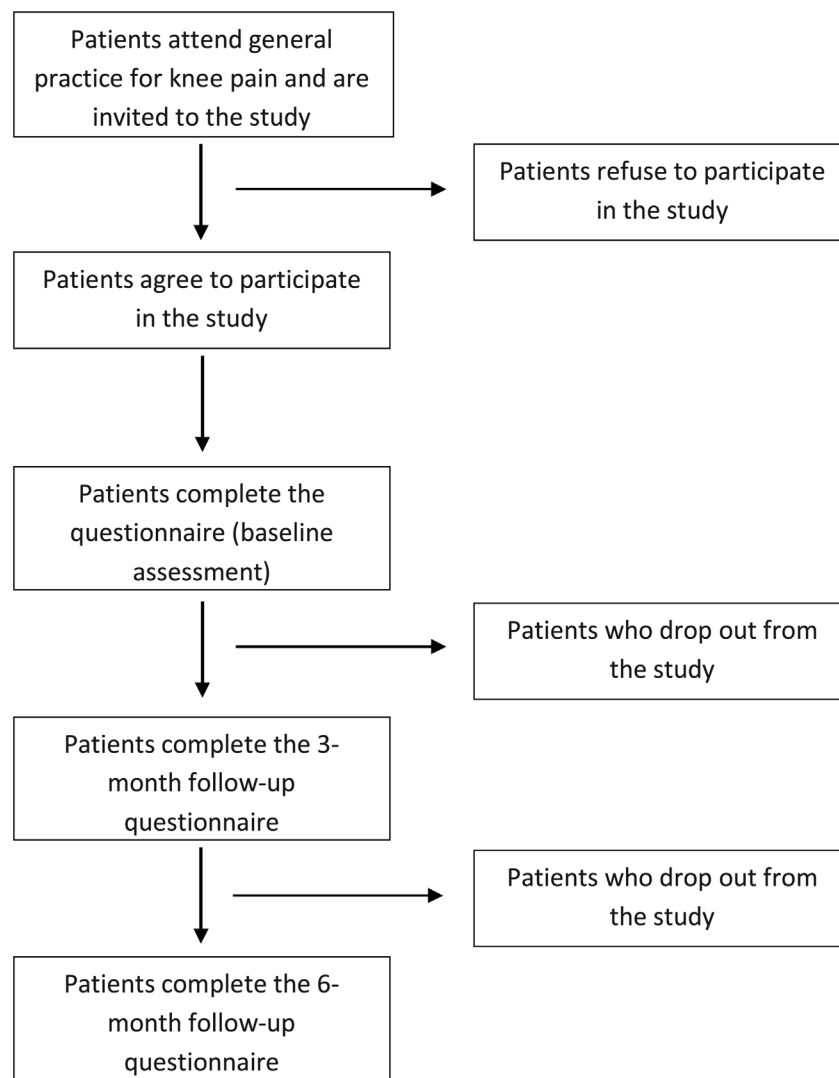 Patients attend general
practice for knee pain and are
invited to the study
Patients refuse to participate
in the study
Patients agree to participate
in the study
Patients complete the
questionnaire (baseline
assessment)
Patients who drop out from
the study
Patients complete the 3-
month follow-up
questionnaire
Patients who drop out from
the study
Patients complete the 6-
month follow-up
questionnaire